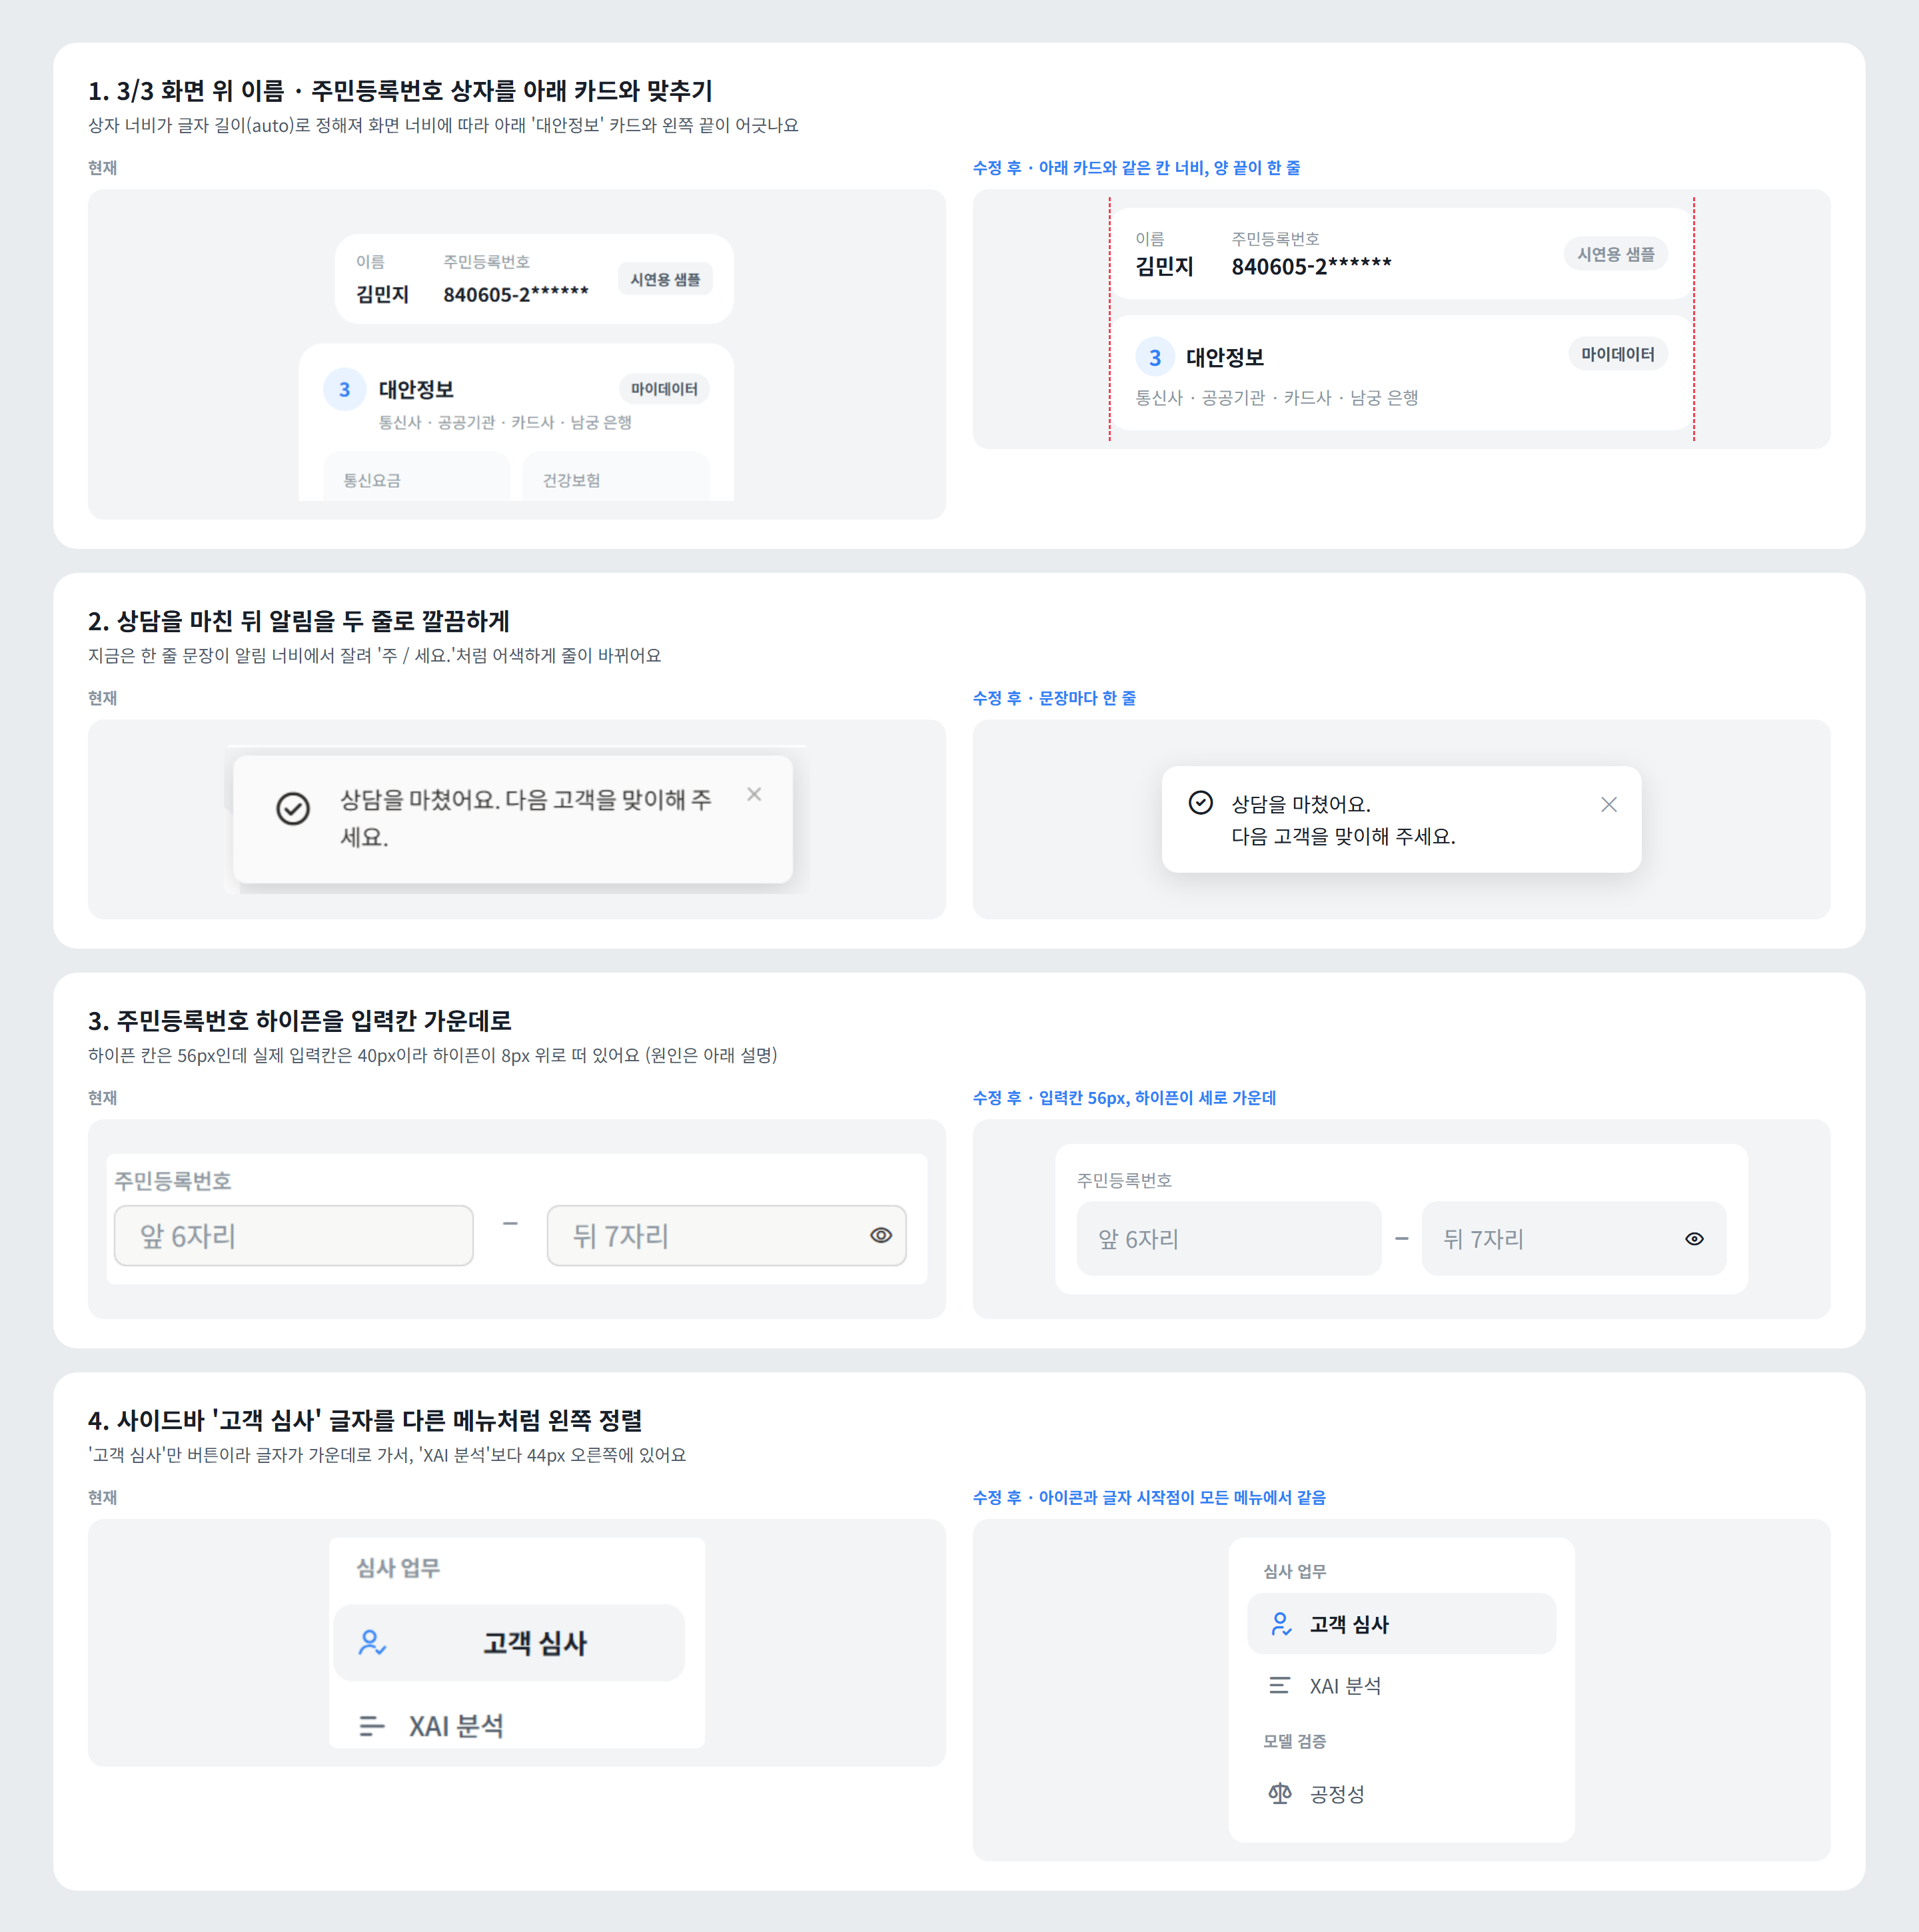 1. 3/3 화면 위 이름 · 주민등록번호 상자를 아래 카드와 맞추기
상자 너비가 글자 길이(auto)로 정해져 화면 너비에 따라 아래 '대안정보' 카드와 왼쪽 끝이 어긋나요
현재
이름 주민등록번호
김민지 840605-2******
시연용 샘플
3 대안정보 마이데이터
통신사 · 공공기관 · 카드사 · 남궁 은행
통신요금 건강보험
수정 후 · 아래 카드와 같은 칸 너비, 양 끝이 한 줄
이름 주민등록번호
김민지 840605-2******
시연용 샘플
3 대안정보 마이데이터
통신사 · 공공기관 · 카드사 · 남궁 은행
2. 상담을 마친 뒤 알림을 두 줄로 깔끔하게
지금은 한 줄 문장이 알림 너비에서 잘려 '주 / 세요.'처럼 어색하게 줄이 바뀌어요
현재
상담을 마쳤어요. 다음 고객을 맞이해 주
세요.
수정 후 · 문장마다 한 줄
상담을 마쳤어요.
다음 고객을 맞이해 주세요.
3. 주민등록번호 하이픈을 입력칸 가운데로
하이픈 칸은 56px인데 실제 입력칸은 40px이라 하이픈이 8px 위로 떠 있어요 (원인은 아래 설명)
현재
주민등록번호
앞 6자리 – 뒤 7자리
수정 후 · 입력칸 56px, 하이픈이 세로 가운데
주민등록번호
앞 6자리 – 뒤 7자리
4. 사이드바 '고객 심사' 글자를 다른 메뉴처럼 왼쪽 정렬
'고객 심사'만 버튼이라 글자가 가운데로 가서, 'XAI 분석'보다 44px 오른쪽에 있어요
현재
심사 업무
고객 심사
XAI 분석
수정 후 · 아이콘과 글자 시작점이 모든 메뉴에서 같음
심사 업무
고객 심사
XAI 분석
모델 검증
공정성